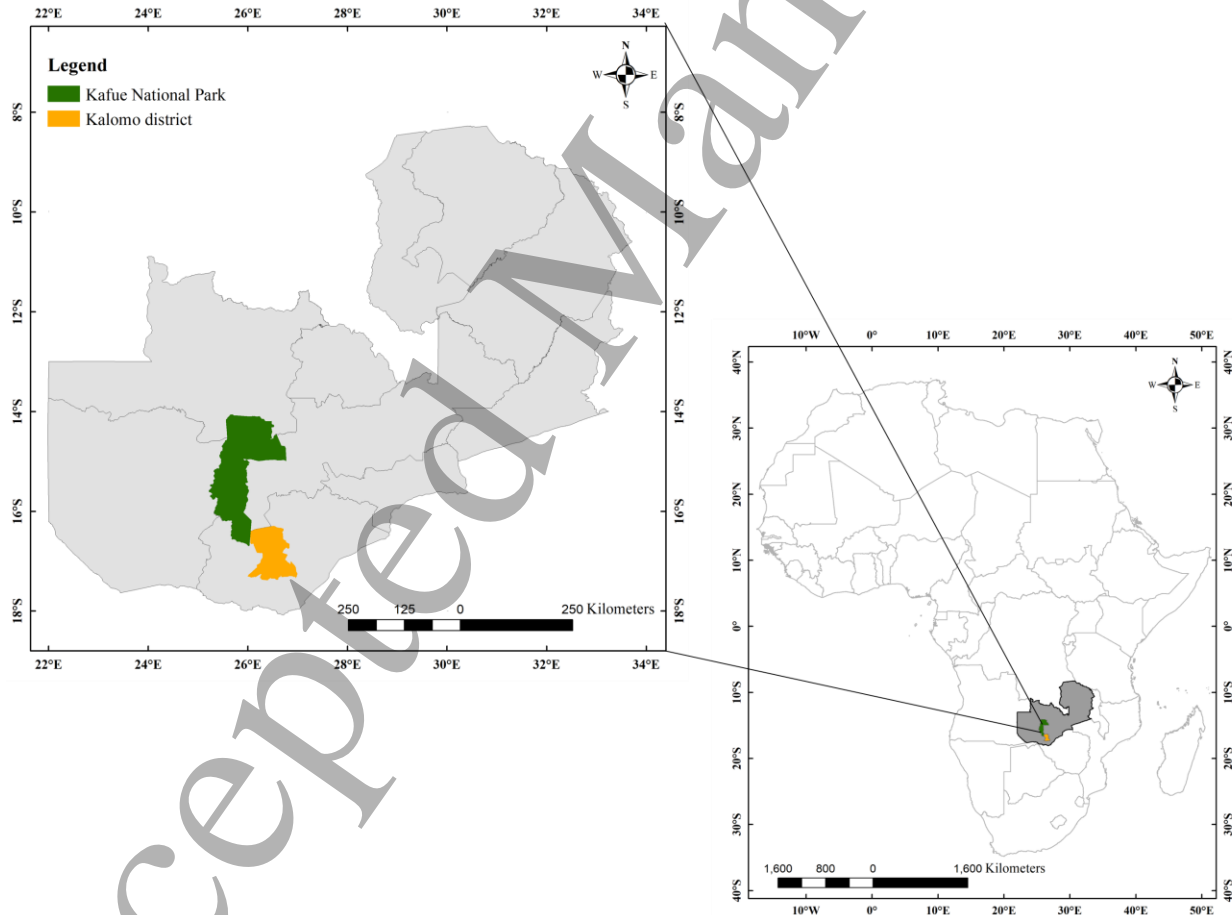 22°E 24°E 26°E 28°E 30°E 32°E 34°E
Legend
Kafue National Park
Kalomo district
N
W E
S
8°S 8°S
10°S 10°S
12°S 12°S
14°S 14°S
16°S 16°S
18°S 18°S
250 125 0 250 Kilometers
22°E 24°E 26°E 28°E 30°E 32°E 34°E
10°W 0° 10°E 20°E 30°E 40°E 50°E
N
W E
S
40°N 40°N
30°N 30°N
20°N 20°N
10°N 10°N
0° 0°
10°S 10°S
20°S 20°S
30°S 30°S
40°S 40°S
1,600 800 0 1,600 Kilometers
10°W 0° 10°E 20°E 30°E 40°E 50°E
cepted Man